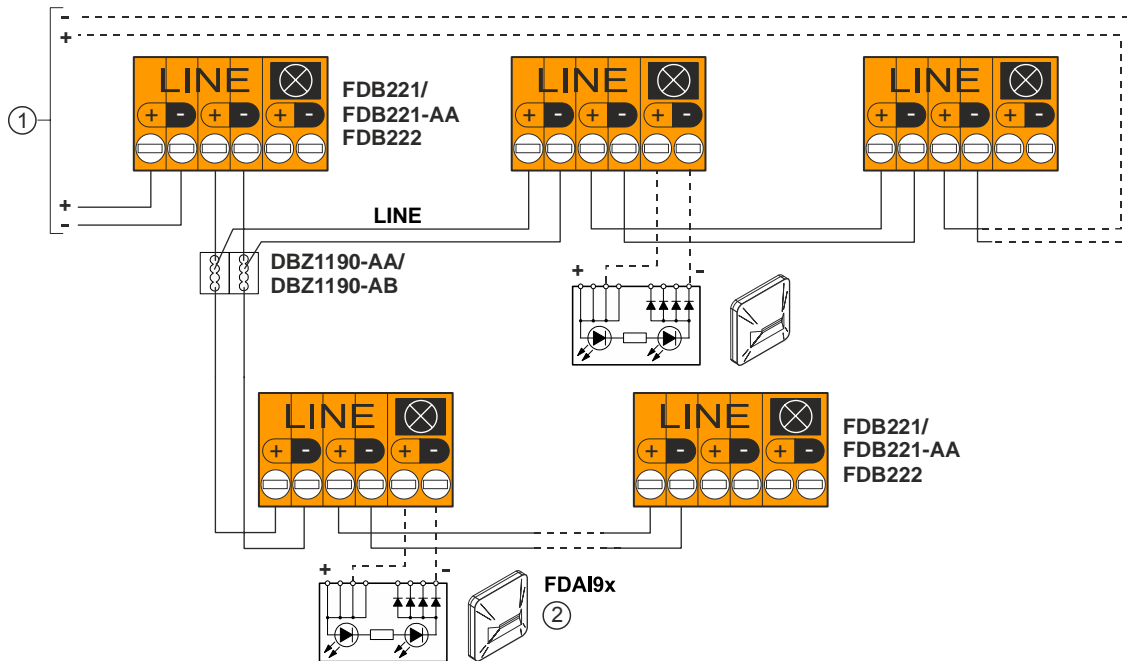 -
+
LINE
LINE
LINE
FDB221/
FDB221-AA
FDB222
+ - + - + -
+ - + - + -
+ - + - + -
1
+
-
LINE
DBZ1190-AA/
DBZ1190-AB
+ -
LINE
LINE
+ - + - + -
+ - + - + -
FDB221/
FDB221-AA
FDB222
+ -
FDAI9x
2